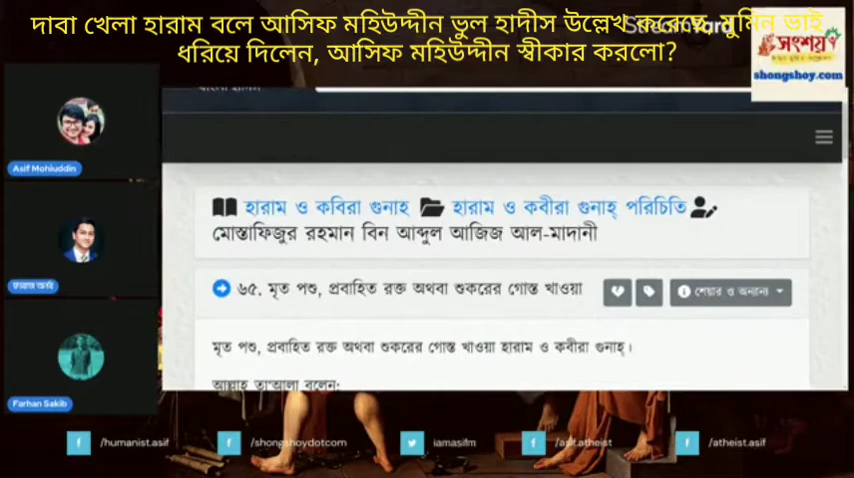 দাবা খেলা হারাম বলে আসিফ মহিউদ্দীন ভুল হাদীস উল্লেখ করেছে, মুমিন ভাই
ধরিয়ে দিলেন, আসিফ মহিউদ্দীন স্বীকার করলো?
StreamYard
সংশয়
shongshoy.com
Asif Mohiuddin
হারাম ও কবিরা গুনাহ হারাম ও কবীরা গুনাহ্ পরিচিতি
মোস্তাফিজুর রহমান বিন আব্দুল আজিজ আল-মাদানী
৬৫. মৃত পশু, প্রবাহিত রক্ত অথবা শুকরের গোস্ত খাওয়া
শেয়ার ও অন্যান্য
মৃত পশু, প্রবাহিত রক্ত অথবা শুকরের গোস্ত খাওয়া হারাম ও কবীরা গুনাহ্।
আল্লাহ্ তা'আলা বলেন:
Farhan Sakib
/humanist.asif
/shongshoydotcom
iamasifm
/asif.atheist
/atheist.asif